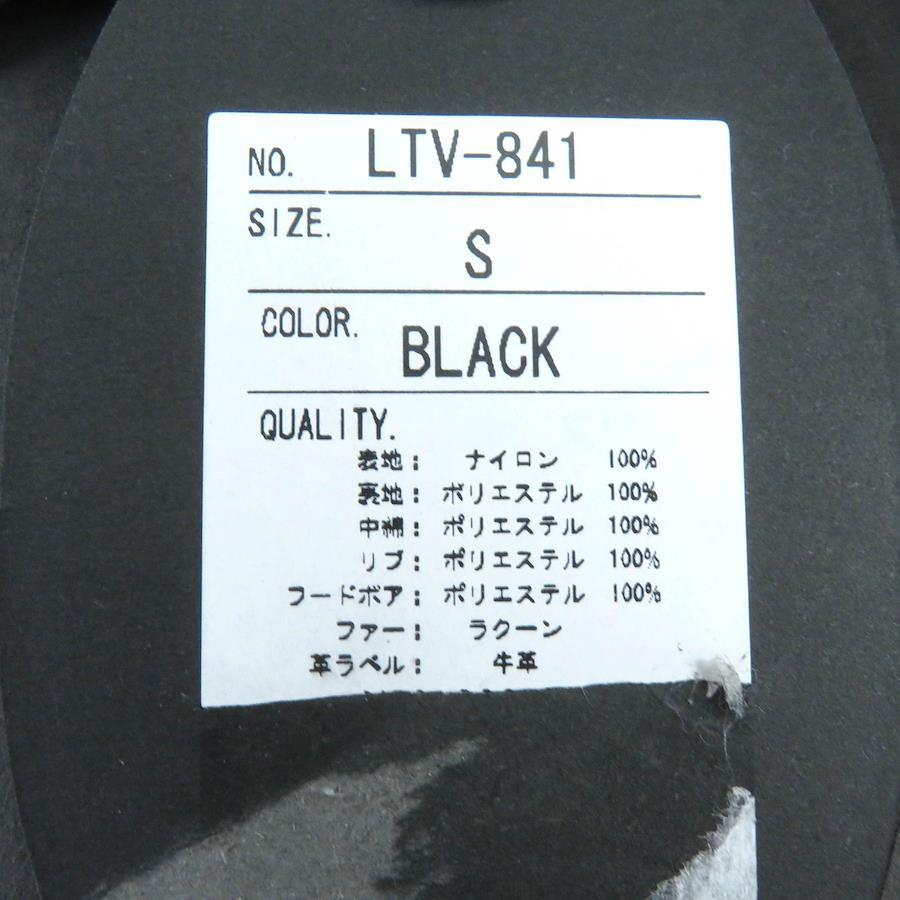 NO. LTV-841
SIZE.
S
COLOR.
BLACK
QUALITY.
表地: ナイロン 100%
裏地: ポリエステル 100%
中綿: ポリエステル 100%
リブ: ポリエステル 100%
フードボア: ポリエステル 100%
ファー: ラクーン
革ラベル: 牛革